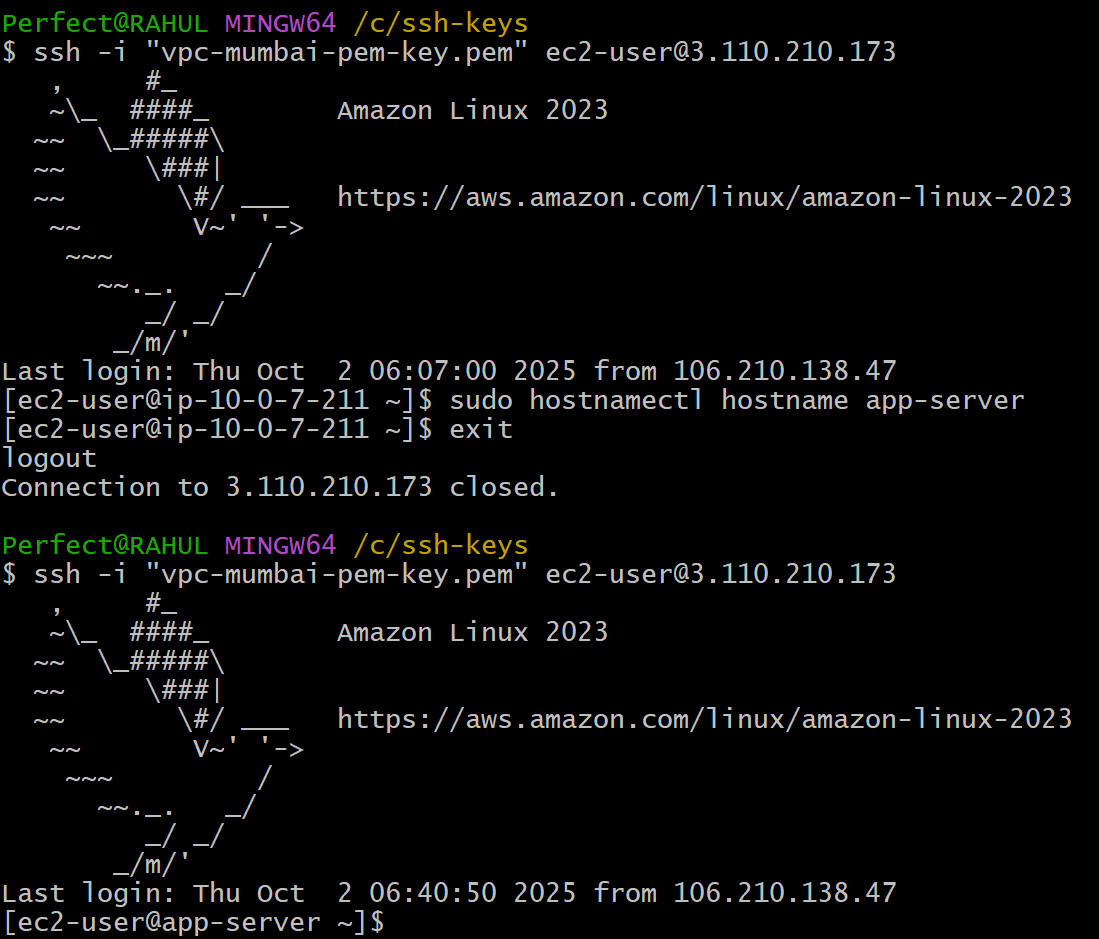 Perfect@RAHUL MINGW64 /c/ssh-keys
$ ssh -i "vpc-mumbai-pem-key.pem" ec2-user@3.110.210.173
   ,     #_
   ~\_  ####_        Amazon Linux 2023
  ~~  \_#####\
  ~~     \###|
  ~~       \#/ ___   https://aws.amazon.com/linux/amazon-linux-2023
   ~~       V~' '->
    ~~~         /
      ~~._.   _/
         _/ _/
       _/m/'
Last login: Thu Oct  2 06:07:00 2025 from 106.210.138.47
[ec2-user@ip-10-0-7-211 ~]$ sudo hostnamectl hostname app-server
[ec2-user@ip-10-0-7-211 ~]$ exit
logout
Connection to 3.110.210.173 closed.

Perfect@RAHUL MINGW64 /c/ssh-keys
$ ssh -i "vpc-mumbai-pem-key.pem" ec2-user@3.110.210.173
   ,     #_
   ~\_  ####_        Amazon Linux 2023
  ~~  \_#####\
  ~~     \###|
  ~~       \#/ ___   https://aws.amazon.com/linux/amazon-linux-2023
   ~~       V~' '->
    ~~~         /
      ~~._.   _/
         _/ _/
       _/m/'
Last login: Thu Oct  2 06:40:50 2025 from 106.210.138.47
[ec2-user@app-server ~]$